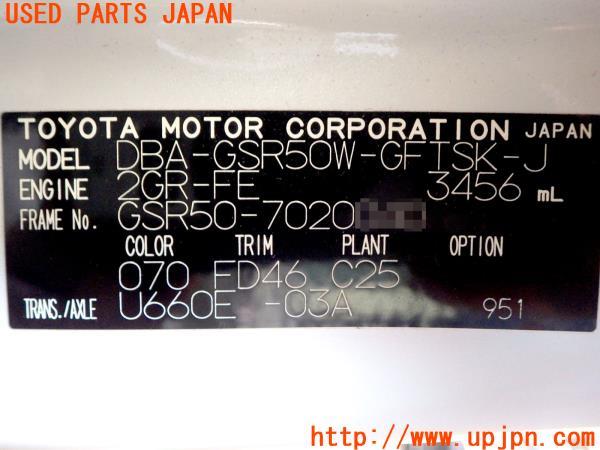 USED PARTS JAPAN
TOYOTA MOTOR CORPORATION JAPAN
MODEL DBA-GSR50W-GFTSK-J
ENGINE 2GR-FE 3456 mL
FRAME No. GSR50-7020
COLOR TRIM PLANT OPTION
070 FD46 C25
TRANS./AXLE U660E -03A 951
http://www.upjpn.com/